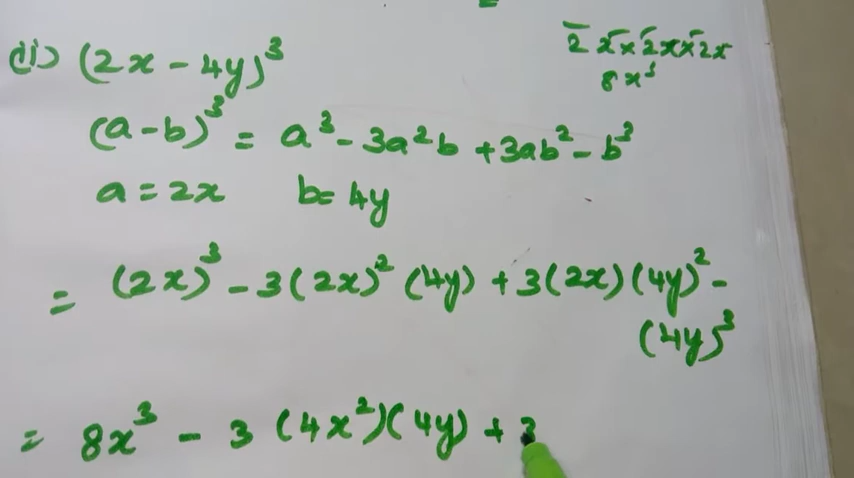 (ii) (2x - 4y)³
2 x × 2x × 2x
8x³
(a-b)³ = a³ - 3a²b + 3ab² - b³
a = 2x b= 4y
= (2x)³ - 3(2x)² (4y) + 3(2x) (4y)² -
(4y)³
= 8x³ - 3 (4x²)(4y) + 3